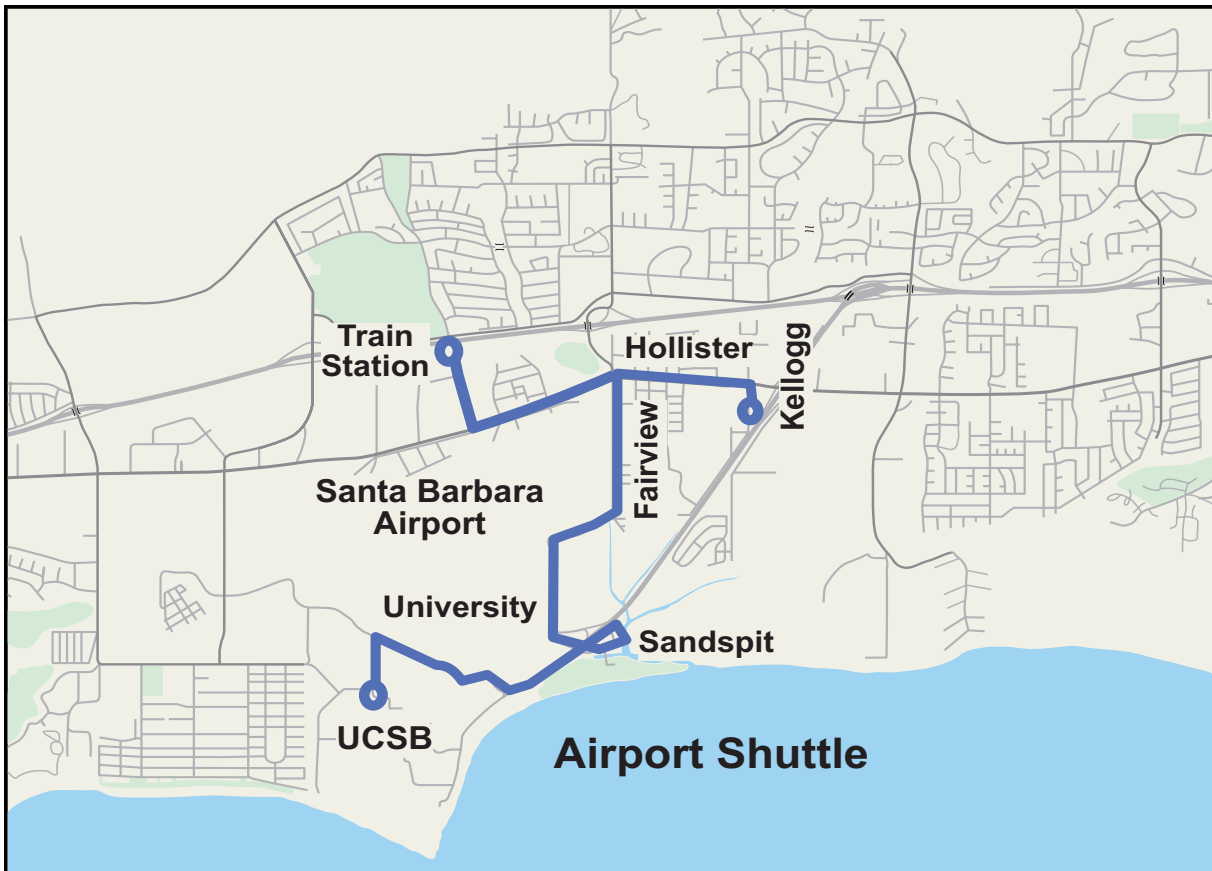 Train
Station
Hollister
Kellogg
Fairview
Santa Barbara
Airport
University
Sandspit
UCSB
Airport Shuttle